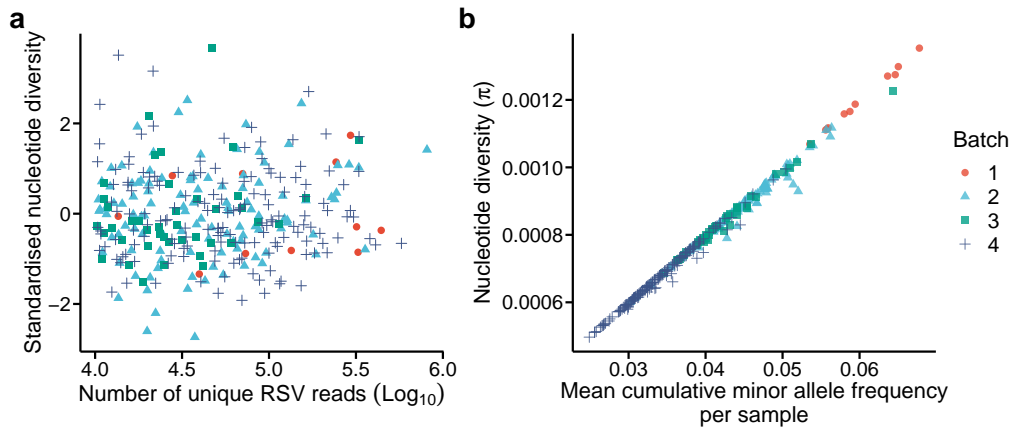 a
Standardised nucleotide diversity
2
0
−2
4.0 4.5 5.0 5.5 6.0
Number of unique RSV reads (Log10)
b
Nucleotide diversity (π)
0.0012
0.0010
0.0008
0.0006
0.03 0.04 0.05 0.06
Mean cumulative minor allele frequency
per sample
Batch
1
2
3
4